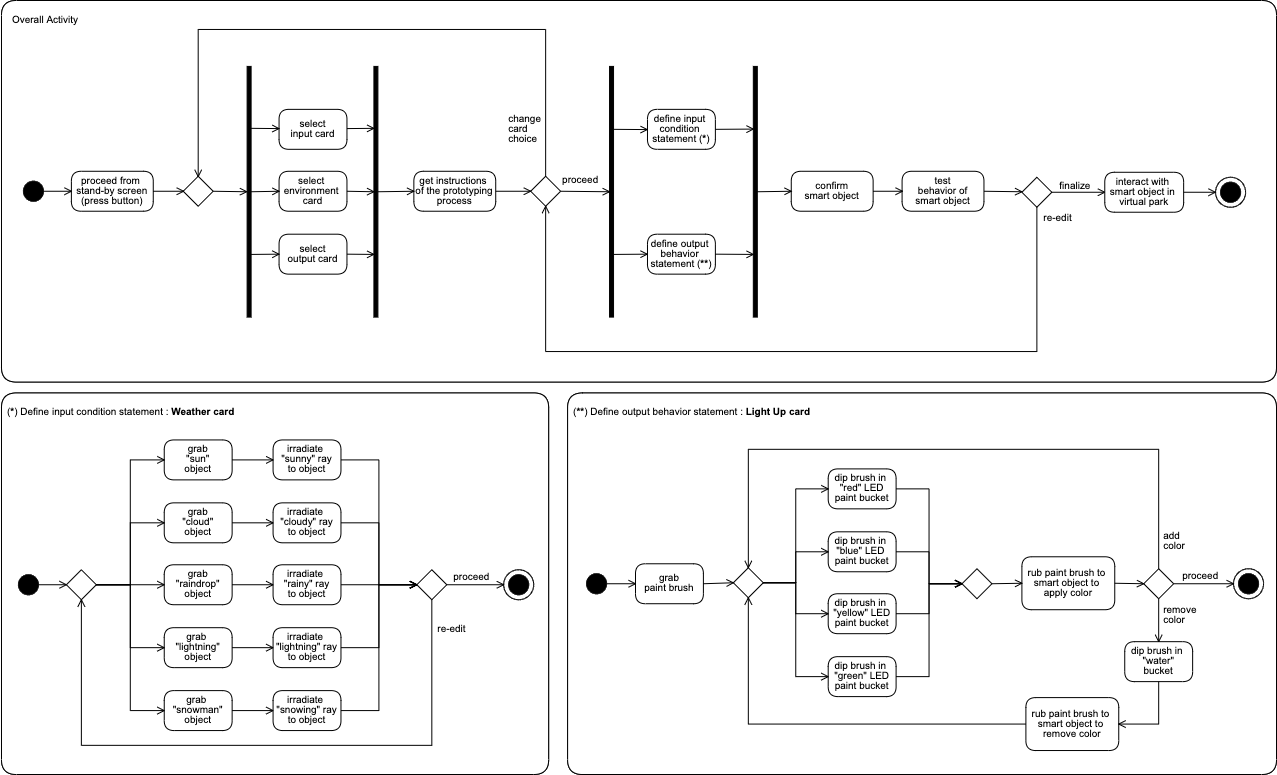 Overall Activity
proceed from
stand-by screen
(press button)
select
input card
select
environment
card
select
output card
get instructions
of the prototyping
process
change
card
choice
proceed
define input
condition
statement (*)
define output
behavior
statement (**)
confirm
smart object
test
behavior of
smart object
finalize
re-edit
interact with
smart object in
virtual park
(*) Define input condition statement : Weather card
grab
"sun"
object
irradiate
"sunny" ray
to object
grab
"cloud"
object
irradiate
"cloudy" ray
to object
grab
"raindrop"
object
irradiate
"rainy" ray
to object
grab
"lightning"
object
irradiate
"lightning" ray
to object
grab
"snowman"
object
irradiate
"snowing" ray
to object
proceed
re-edit
(**) Define output behavior statement : Light Up card
grab
paint brush
dip brush in
"red" LED
paint bucket
dip brush in
"blue" LED
paint bucket
dip brush in
"yellow" LED
paint bucket
dip brush in
"green" LED
paint bucket
rub paint brush to
smart object to
apply color
add
color
proceed
remove
color
dip brush in
"water"
bucket
rub paint brush to
smart object to
remove color